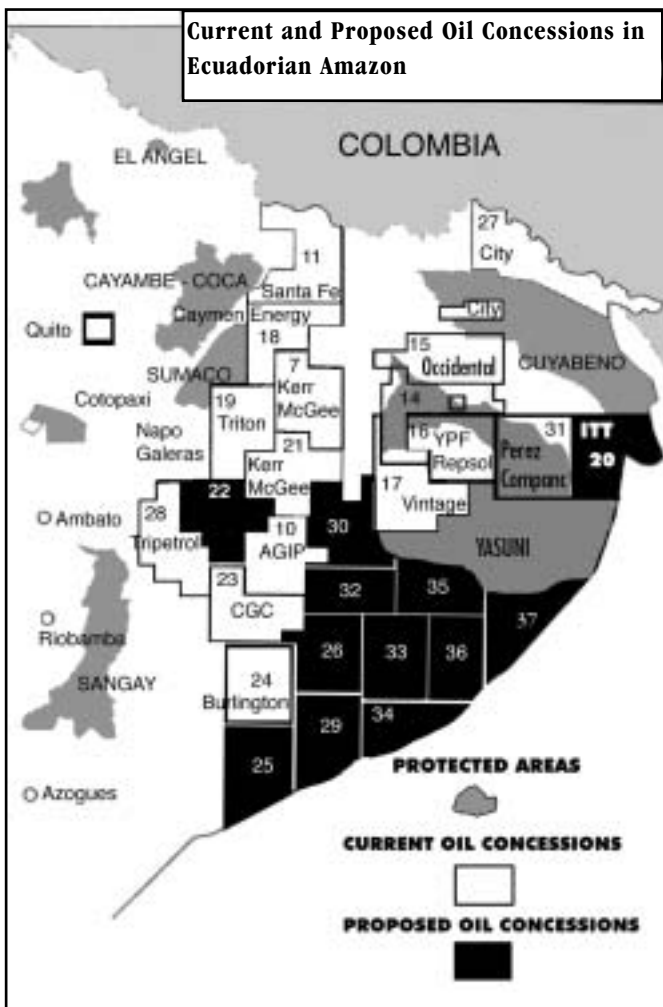 Current and Proposed Oil Concessions in
Ecuadorian Amazon
COLOMBIA
EL ANGEL
27
City
11
Santa Fe
CAYAMBE - COCA
Caymen Energy
City
Quito
18
15
Occidental
CUYABENO
SUMACO
7
Kerr
McGee
Cotopaxi
19
Triton
14
Napo
Galeras
21
Kerr
McGee
16
YPF
Repsol
31
Perez
Companc
ITT
20
22
17
Vintage
28
Tripetrol
Ambato
10
AGIP
30
YASUNI
23
CGC
32
35
37
Riobamba
26
33
36
SANGAY
24
Burlington
34
29
25
Azogues
PROTECTED AREAS
CURRENT OIL CONCESSIONS
PROPOSED OIL CONCESSIONS